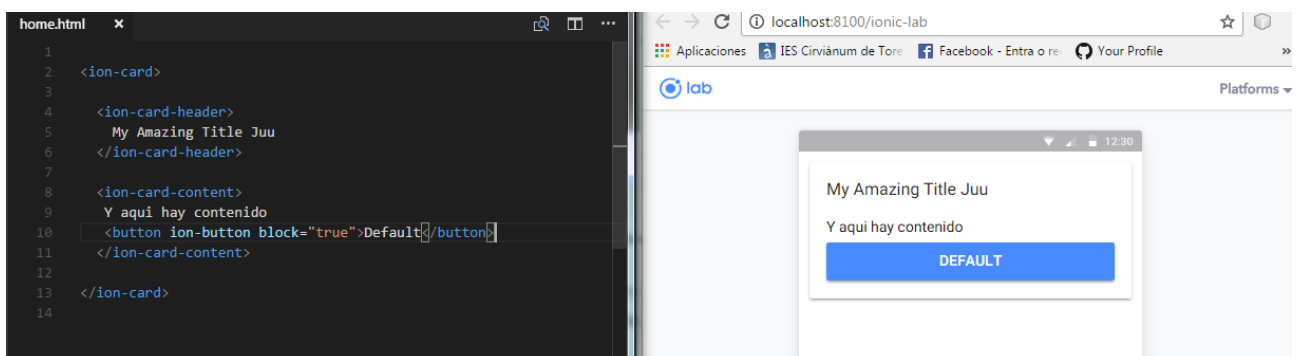 home.html × ···
1
2 <ion-card>
3
4 <ion-card-header>
5 My Amazing Title Juu
6 </ion-card-header>
7
8 <ion-card-content>
9 Y aqui hay contenido
10 <button ion-button block="true">Default</button>
11 </ion-card-content>
12
13 </ion-card>
14
localhost:8100/ionic-lab
Aplicaciones IES Cirviànum de Tore Facebook - Entra o re Your Profile »
lab Platforms
12:30
My Amazing Title Juu
Y aqui hay contenido
DEFAULT